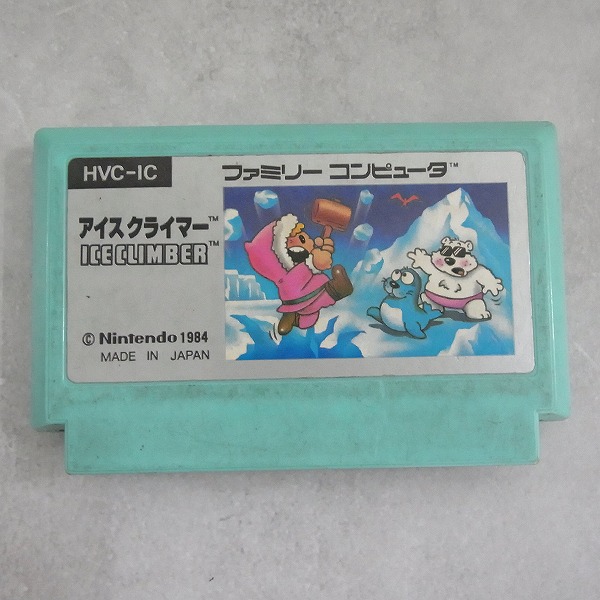 HVC-IC
ファミリー コンピュータ™
アイスクライマー™
ICE CLIMBER™
© Nintendo 1984
MADE IN JAPAN